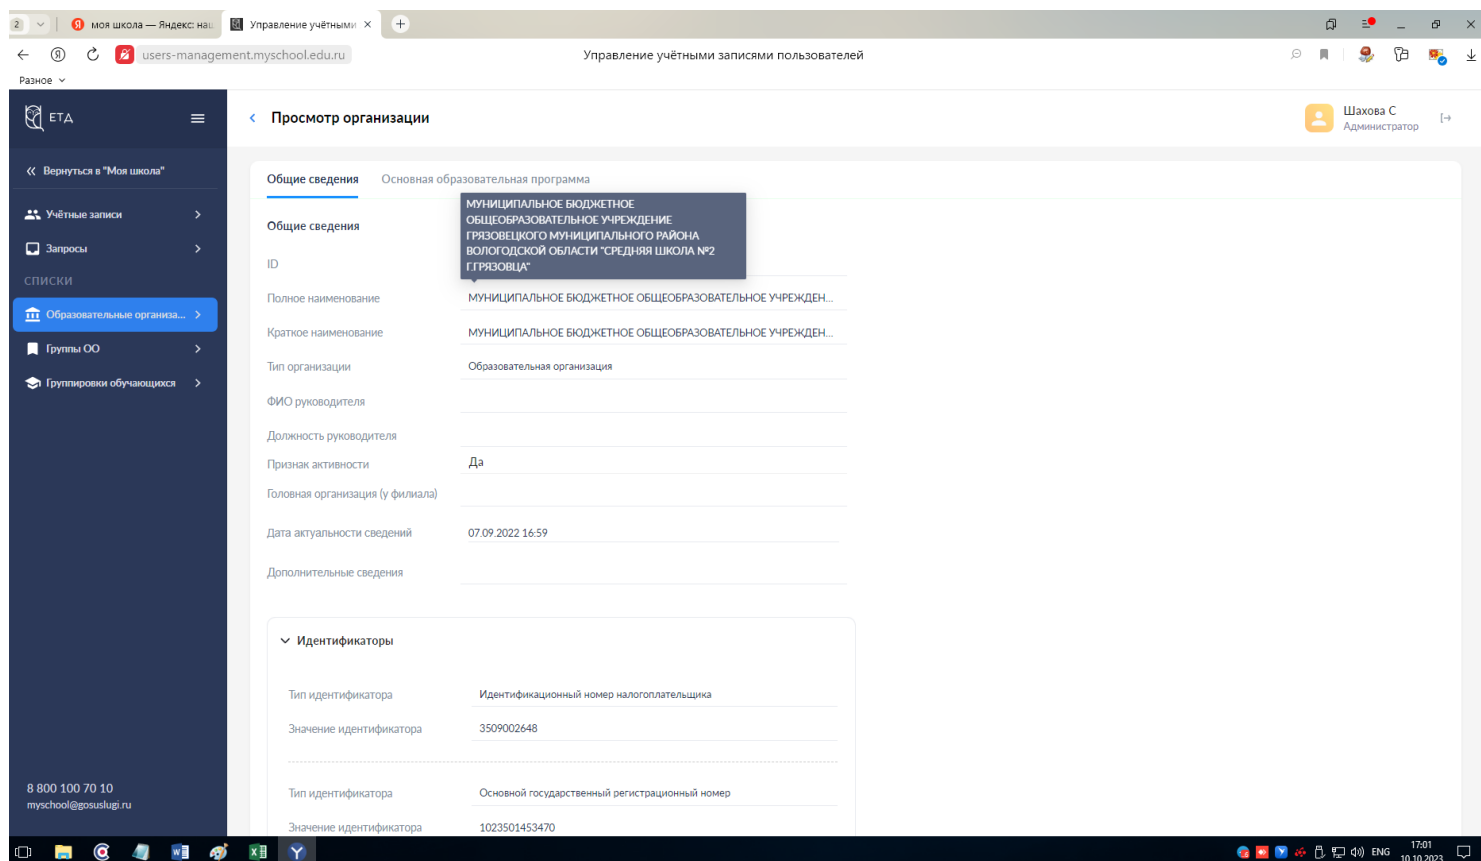 2
моя школа — Яндекс: наш
Управление учётными
users-management.myschool.edu.ru
Управление учётными записями пользователей
Разное
ЕТД
Просмотр организации
Шахова С
Администратор
Вернуться в "Моя школа"
Учётные записи
Запросы
СПИСКИ
Образовательные организа...
Группы ОО
Группировки обучающихся
8 800 100 70 10
myschool@gosuslugi.ru
Общие сведения
Основная образовательная программа
МУНИЦИПАЛЬНОЕ БЮДЖЕТНОЕ
ОБЩЕОБРАЗОВАТЕЛЬНОЕ УЧРЕЖДЕНИЕ
ГРЯЗОВЕЦКОГО МУНИЦИПАЛЬНОГО РАЙОНА
ВОЛОГОДСКОЙ ОБЛАСТИ "СРЕДНЯЯ ШКОЛА №2
Г.ГРЯЗОВЦА"
Общие сведения
ID
Полное наименование МУНИЦИПАЛЬНОЕ БЮДЖЕТНОЕ ОБЩЕОБРАЗОВАТЕЛЬНОЕ УЧРЕЖДЕН...
Краткое наименование МУНИЦИПАЛЬНОЕ БЮДЖЕТНОЕ ОБЩЕОБРАЗОВАТЕЛЬНОЕ УЧРЕЖДЕН...
Тип организации Образовательная организация
ФИО руководителя
Должность руководителя
Признак активности Да
Головная организация (у филиала)
Дата актуальности сведений 07.09.2022 16:59
Дополнительные сведения
Идентификаторы
Тип идентификатора Идентификационный номер налогоплательщика
Значение идентификатора 3509002648
Тип идентификатора Основной государственный регистрационный номер
Значение идентификатора 1023501453470
ENG
17:01
10.10.2023